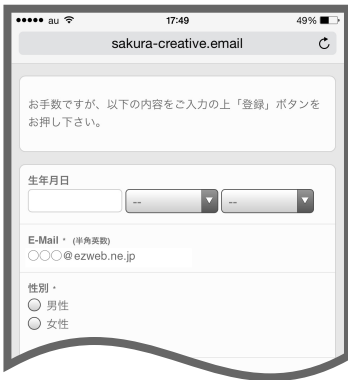 au 17:49 49%
sakura-creative.email
お手数ですが、以下の内容をご入力の上「登録」ボタンを
お押し下さい。
生年月日
-- --
E-Mail * (半角英数)
〇〇〇@ezweb.ne.jp
性別 *
男性
女性